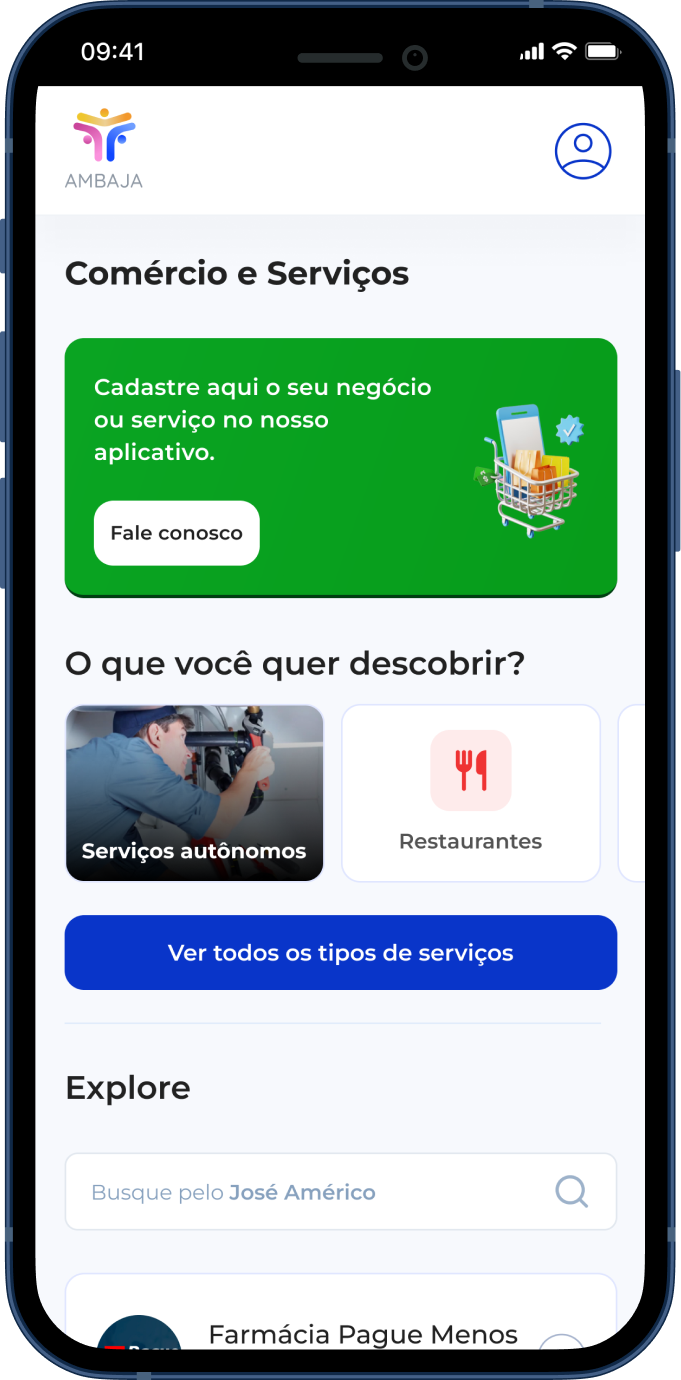 09:41
AMBAJA
Comércio e Serviços
Cadastre aqui o seu negócio
ou serviço no nosso
aplicativo.
Fale conosco
O que você quer descobrir?
Serviços autônomos
Restaurantes
Ver todos os tipos de serviços
Explore
Busque pelo José Américo
Farmácia Pague Menos